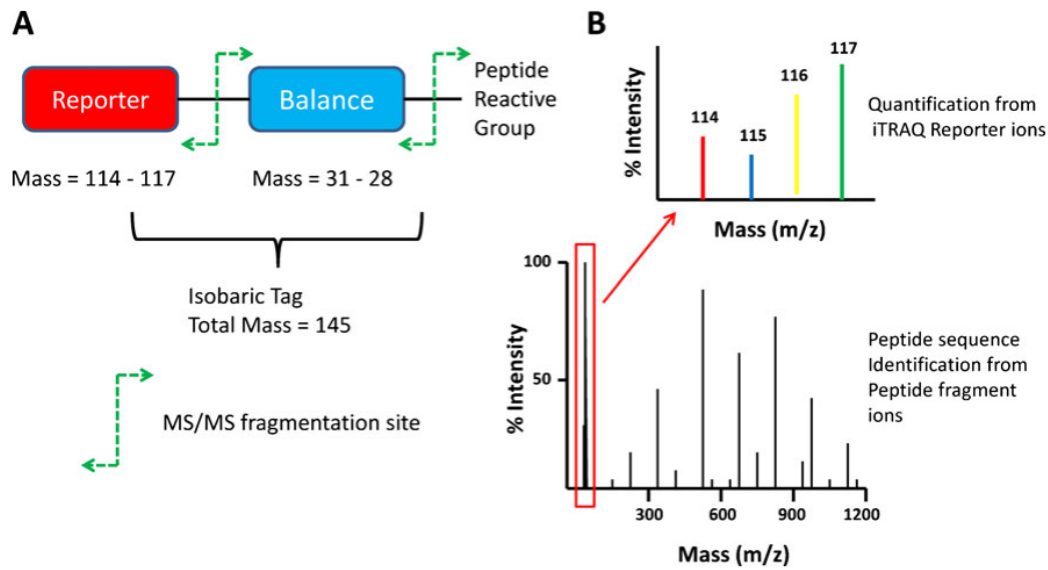 A
Reporter
Balance
Peptide
Reactive
Group
Mass = 114 - 117
Mass = 31 - 28
Isobaric Tag
Total Mass = 145
MS/MS fragmentation site
B
% Intensity
114
115
116
117
Mass (m/z)
Quantification from
iTRAQ Reporter ions
% Intensity
100
50
300
600
900
1200
Mass (m/z)
Peptide sequence
Identification from
Peptide fragment
ions